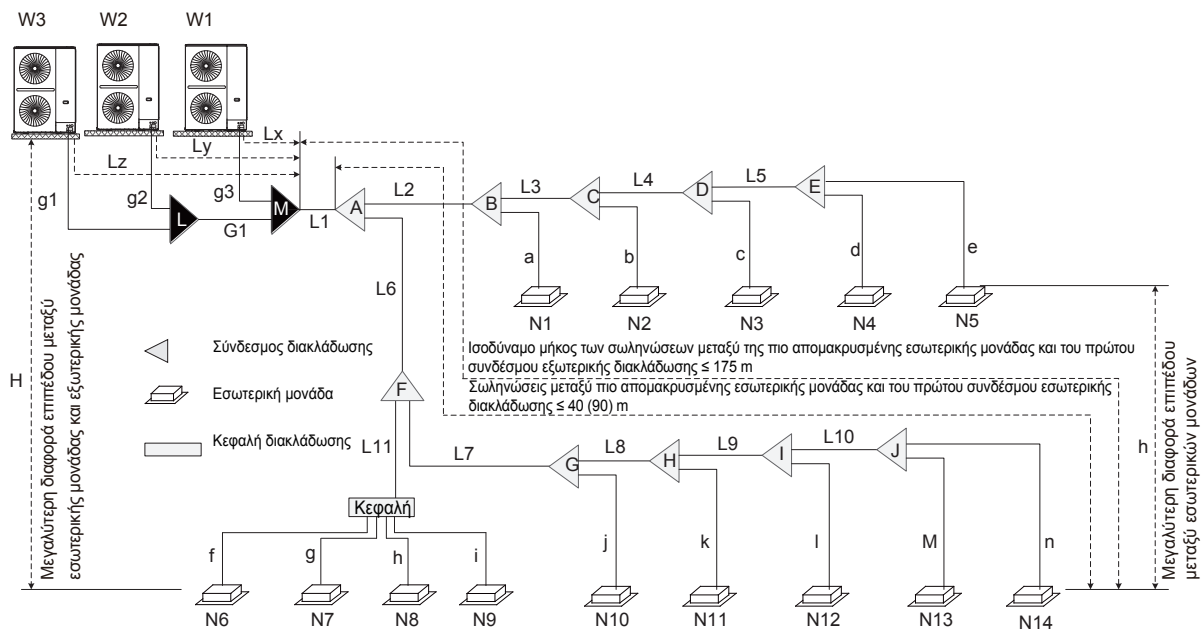 W3 W2 W1
Lx
Ly
Lz
g1 g2 g3
L M L1 A L2 B L3 C L4 D L5 E
G1
a b c d e
L6
N1 N2 N3 N4 N5
H
Μεγαλύτερη διαφορά επιπέδου μεταξύ
εσωτερικής μονάδας και εξωτερικής μονάδας
Σύνδεσμος διακλάδωσης
Εσωτερική μονάδα
Κεφαλή διακλάδωσης
Ισοδύναμο μήκος των σωληνώσεων μεταξύ της πιο απομακρυσμένης εσωτερικής μονάδας και του πρώτου
συνδέσμου εξωτερικής διακλάδωσης ≤ 175 m
Σωληνώσεις μεταξύ πιο απομακρυσμένης εσωτερικής μονάδας και του πρώτου συνδέσμου εσωτερικής
διακλάδωσης ≤ 40 (90) m
h
Μεγαλύτερη διαφορά επιπέδου
μεταξύ εσωτερικών μονάδων
F
L11 L7 G L8 H L9 I L10 J
Κεφαλή
f g h i j k l M n
N6 N7 N8 N9 N10 N11 N12 N13 N14